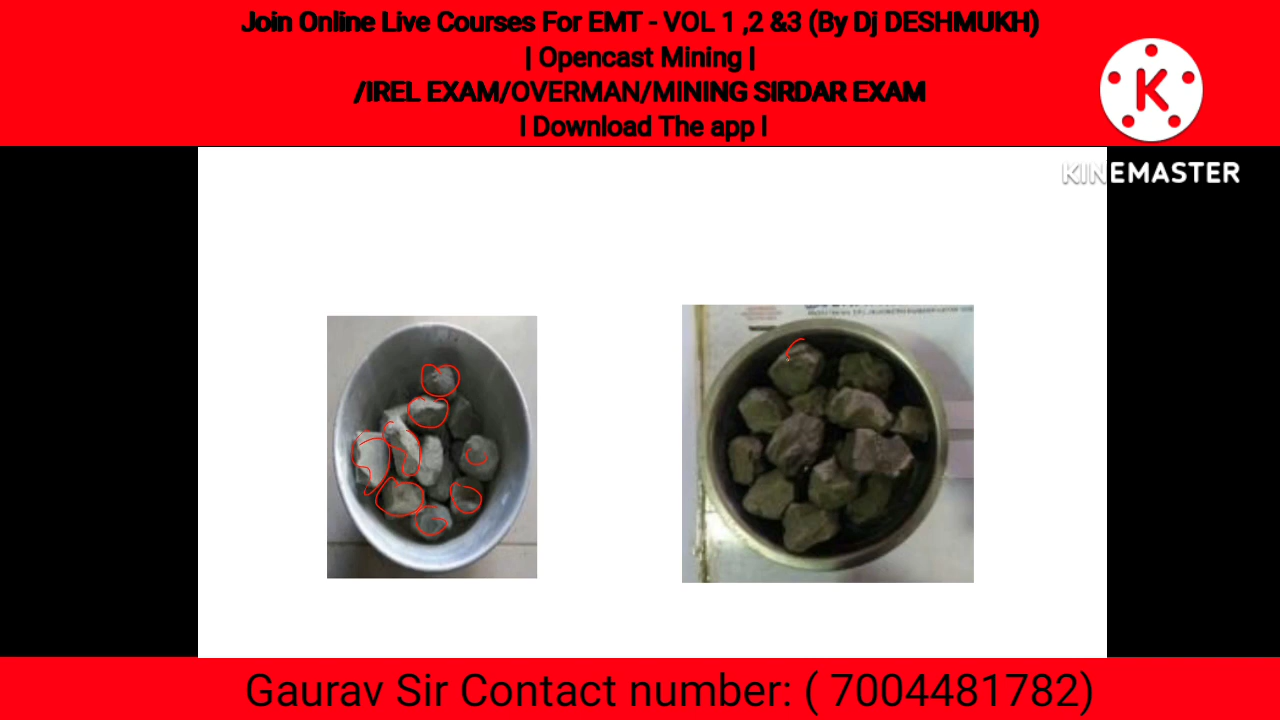 Join Online Live Courses For EMT - VOL 1 ,2 &3 (By Dj DESHMUKH)
| Opencast Mining |
/IREL EXAM/OVERMAN/MINING SIRDAR EXAM
l Download The app l
K
KINEMASTER
Gaurav Sir Contact number: ( 7004481782)